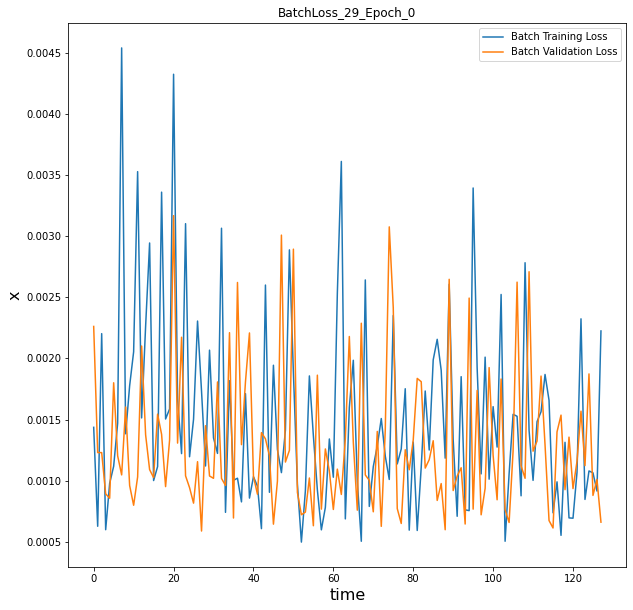 BatchLoss_29_Epoch_0
Batch Training Loss
Batch Validation Loss
0.0045
0.0040
0.0035
0.0030
0.0025
0.0020
0.0015
0.0010
0.0005
x
0 20 40 60 80 100 120
time